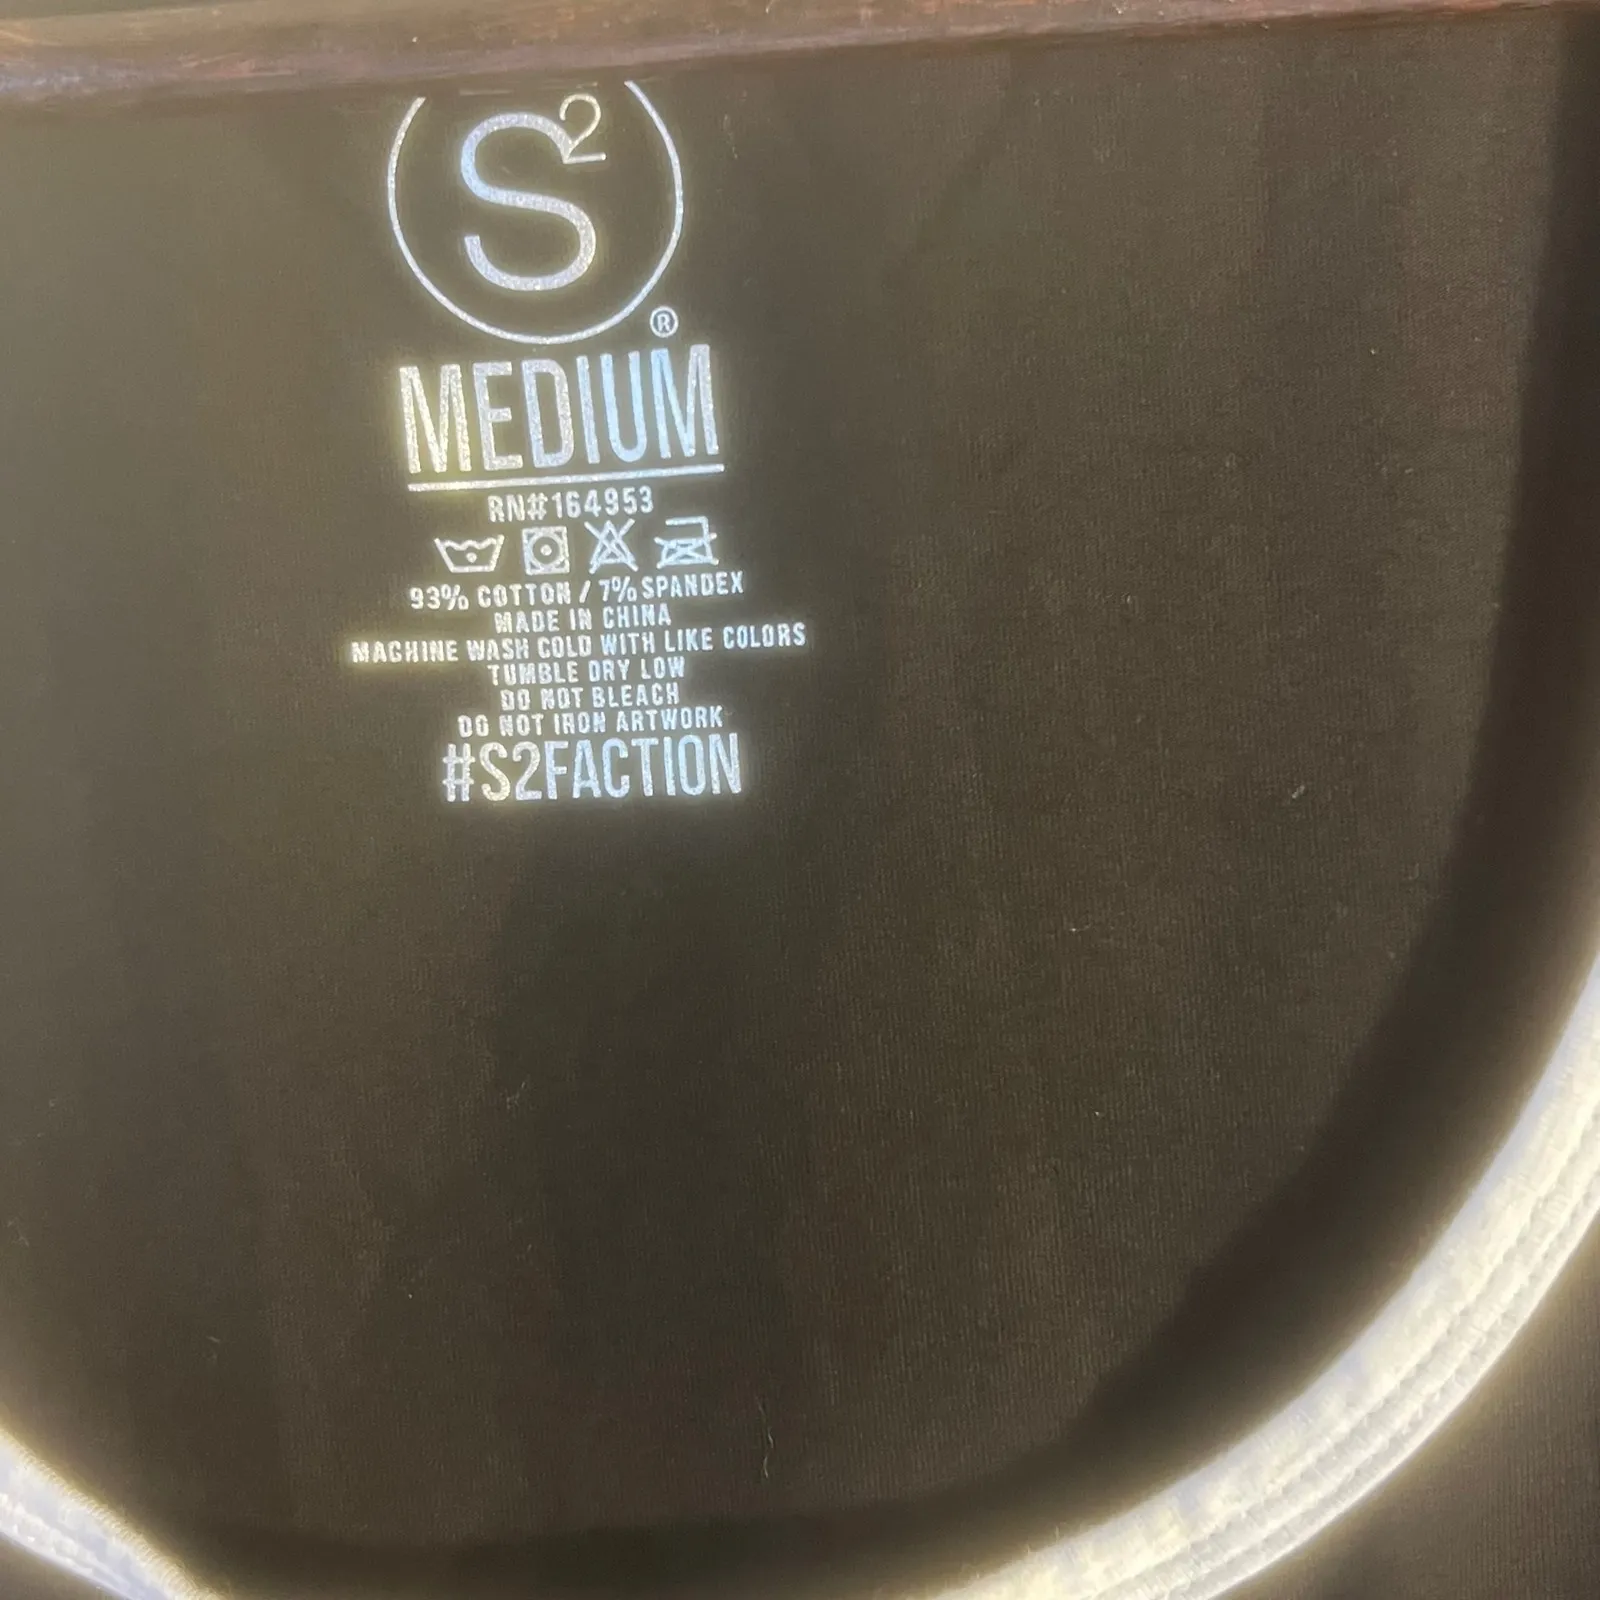 S²
®
MEDIUM
RN#164953
93% COTTON / 7% SPANDEX
MADE IN CHINA
MACHINE WASH COLD WITH LIKE COLORS
TUMBLE DRY LOW
DO NOT BLEACH
DO NOT IRON ARTWORK
#S2FACTION